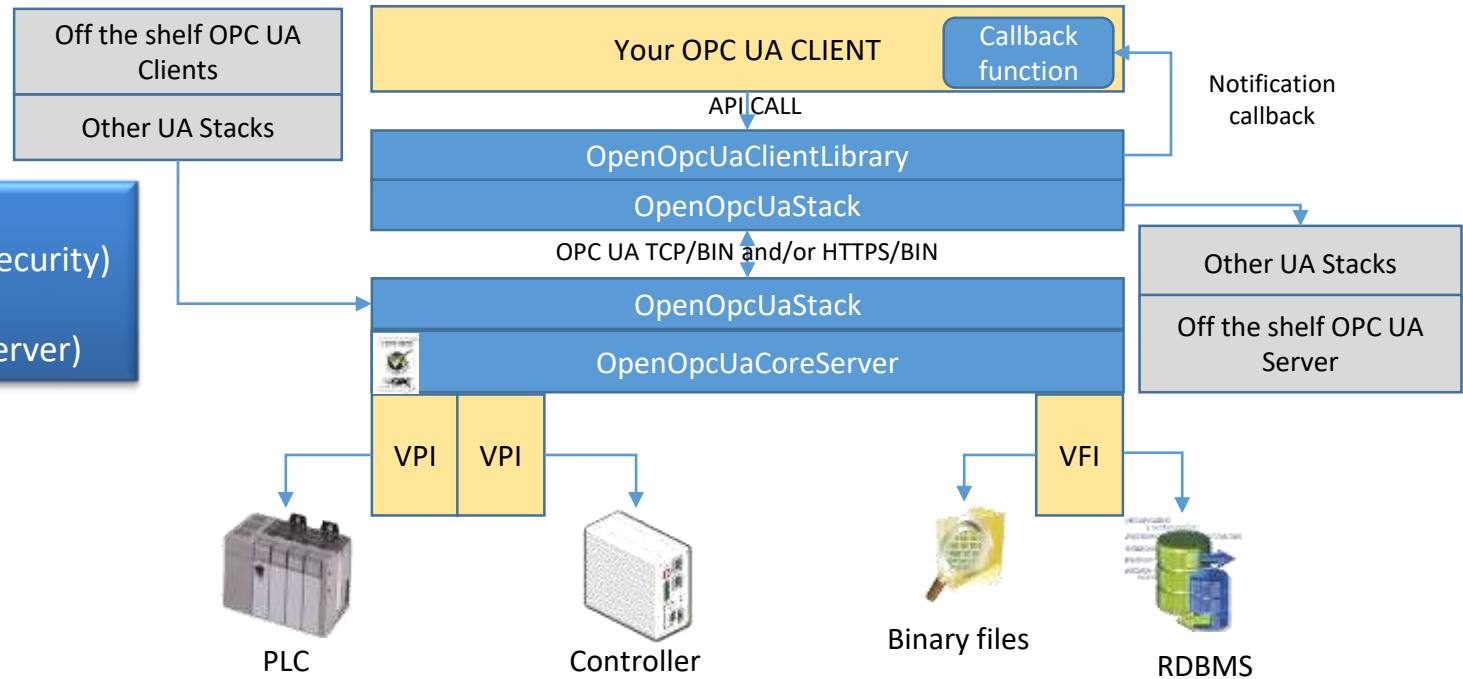 Off the shelf OPC UA
Clients
Other UA Stacks
Your OPC UA CLIENT
Callback
function
Notification
callback
API CALL
OpenOpcUaClientLibrary
OpenOpcUaStack
ecurity)
erver)
OPC UA TCP/BIN and/or HTTPS/BIN
Other UA Stacks
Off the shelf OPC UA
Server
OpenOpcUaStack
OpenOpcUaCoreServer
VPI
VPI
VFI
PLC
Controller
Binary files
RDBMS